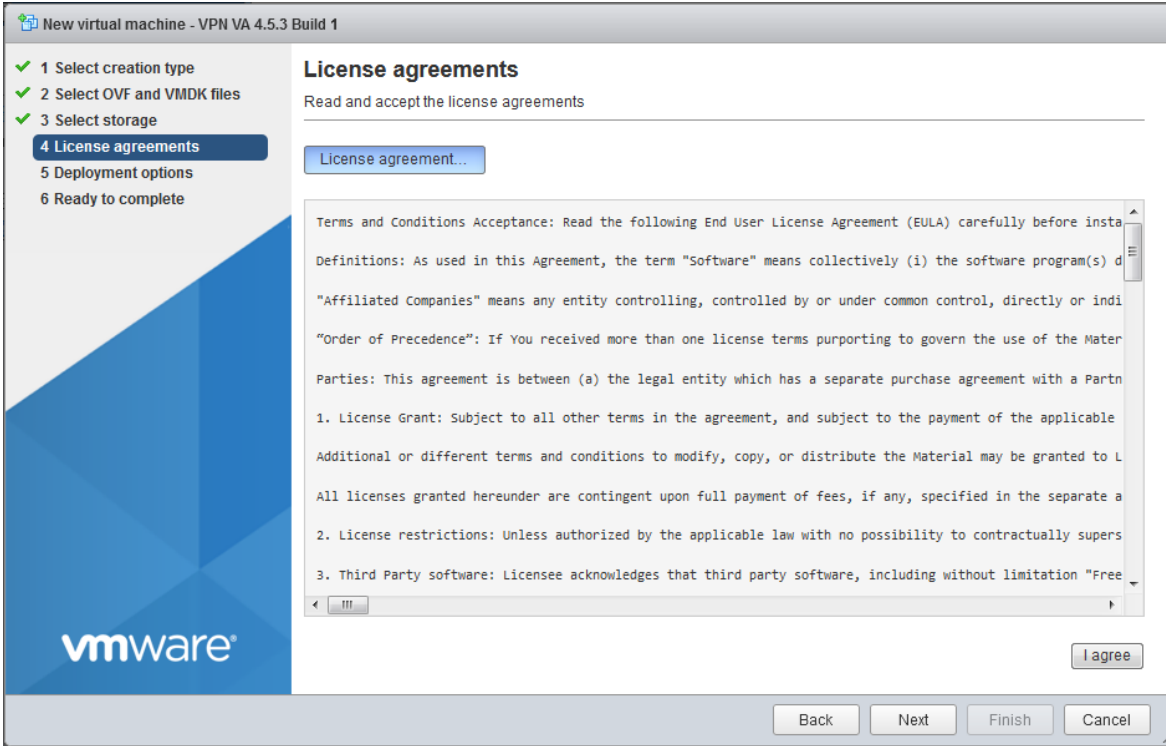 New virtual machine - VPN VA 4.5.3 Build 1
1 Select creation type
2 Select OVF and VMDK files
3 Select storage
4 License agreements
5 Deployment options
6 Ready to complete
License agreements
Read and accept the license agreements
License agreement...
Terms and Conditions Acceptance: Read the following End User License Agreement (EULA) carefully before insta
Definitions: As used in this Agreement, the term "Software" means collectively (i) the software program(s) d
"Affiliated Companies" means any entity controlling, controlled by or under common control, directly or indi
“Order of Precedence”: If You received more than one license terms purporting to govern the use of the Mater
Parties: This agreement is between (a) the legal entity which has a separate purchase agreement with a Partn
1. License Grant: Subject to all other terms in the agreement, and subject to the payment of the applicable
Additional or different terms and conditions to modify, copy, or distribute the Material may be granted to L
All licenses granted hereunder are contingent upon full payment of fees, if any, specified in the separate a
2. License restrictions: Unless authorized by the applicable law with no possibility to contractually supers
3. Third Party software: Licensee acknowledges that third party software, including without limitation "Free
I agree
vmware®
Back
Next
Finish
Cancel